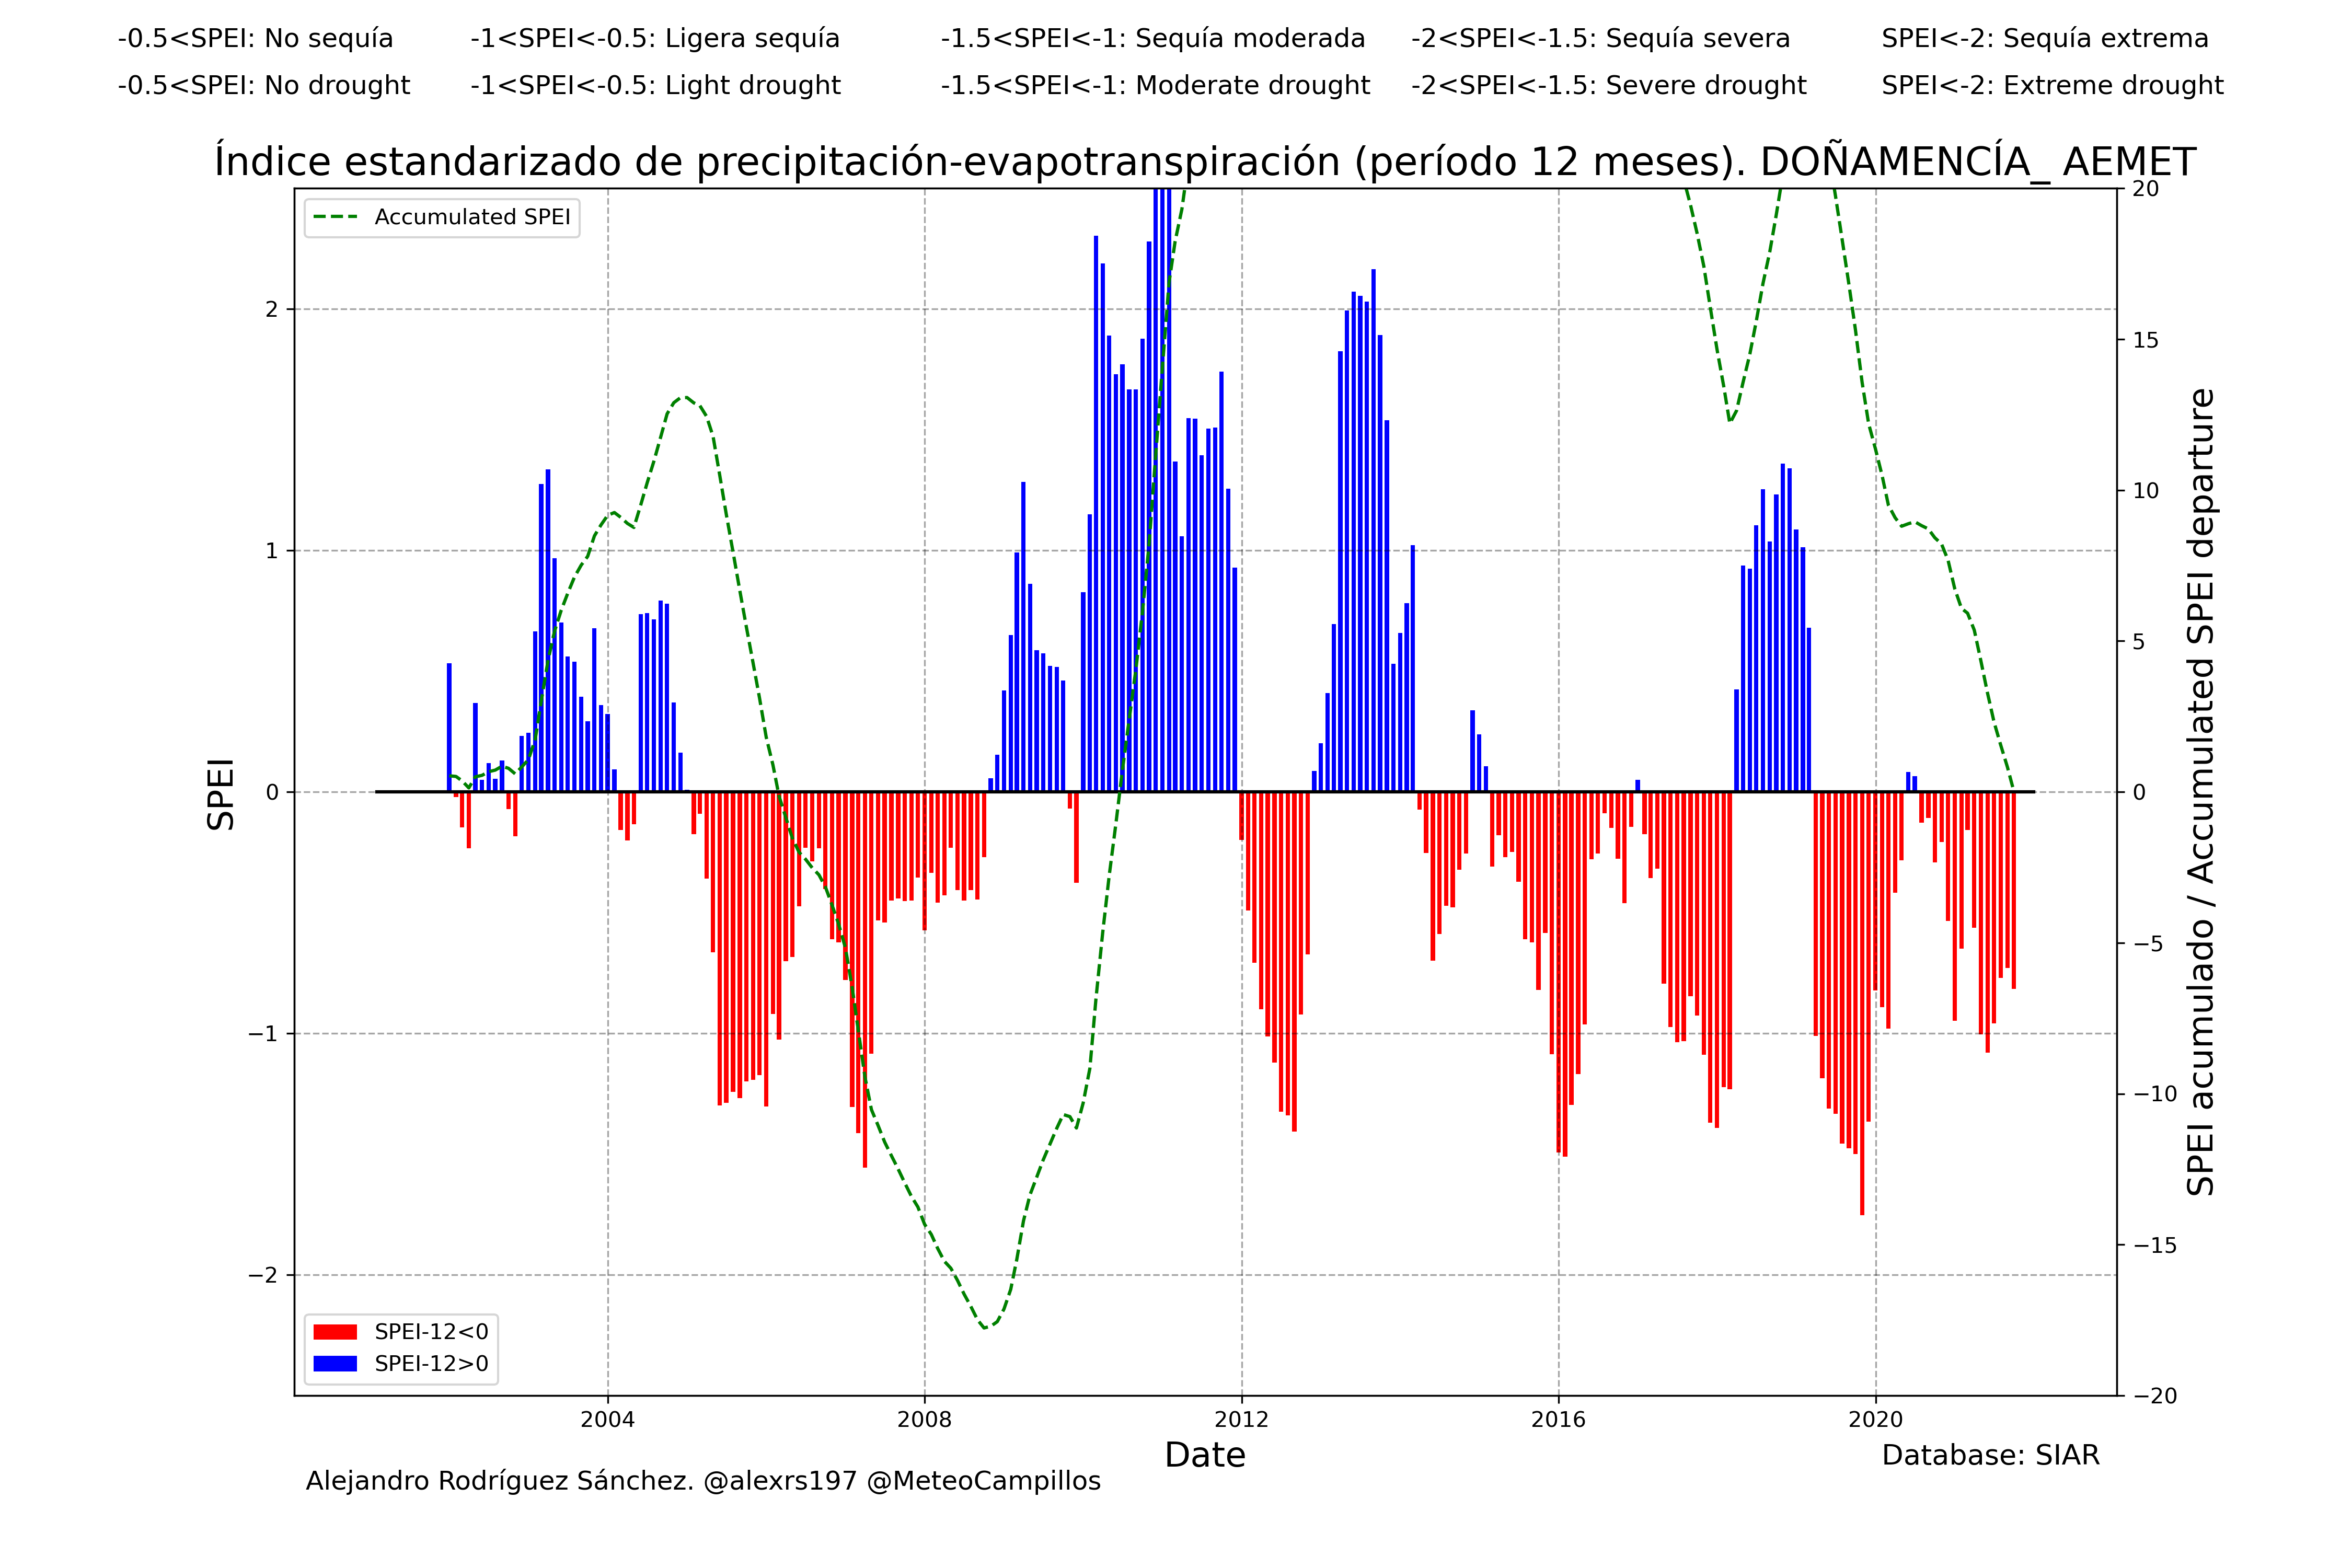 -0.5<SPEI: No sequía -1<SPEI<-0.5: Ligera sequía -1.5<SPEI<-1: Sequía moderada -2<SPEI<-1.5: Sequía severa SPEI<-2: Sequía extrema
-0.5<SPEI: No drought -1<SPEI<-0.5: Light drought -1.5<SPEI<-1: Moderate drought -2<SPEI<-1.5: Severe drought SPEI<-2: Extreme drought
Índice estandarizado de precipitación-evapotranspiración (período 12 meses). DOÑAMENCÍA_ AEMET
Accumulated SPEI
SPEI
2
1
0
−1
−2
20
15
10
5
0
−5
−10
−15
−20
SPEI acumulado / Accumulated SPEI departure
SPEI-12<0
SPEI-12>0
2004 2008 2012 2016 2020
Date
Database: SIAR
Alejandro Rodríguez Sánchez. @alexrs197 @MeteoCampillos